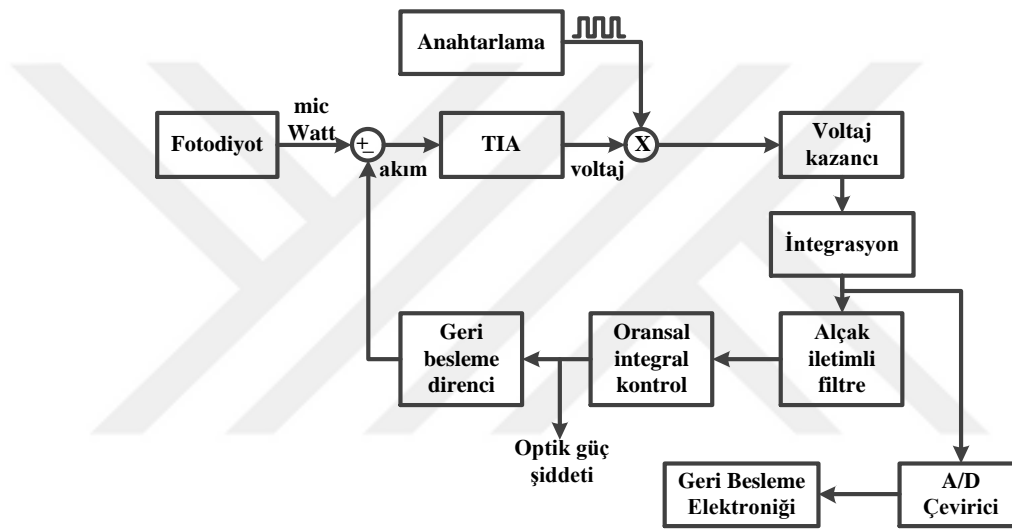 Anahtarlama
mic
Watt
Fotodiyot
+
−
akım
TIA
voltaj
X
Voltaj
kazancı
İntegrasyon
Geri
besleme
direnci
Oransal
integral
kontrol
Alçak
iletimli
filtre
Optik güç
şiddeti
Geri Besleme
Elektroniği
A/D
Çevirici